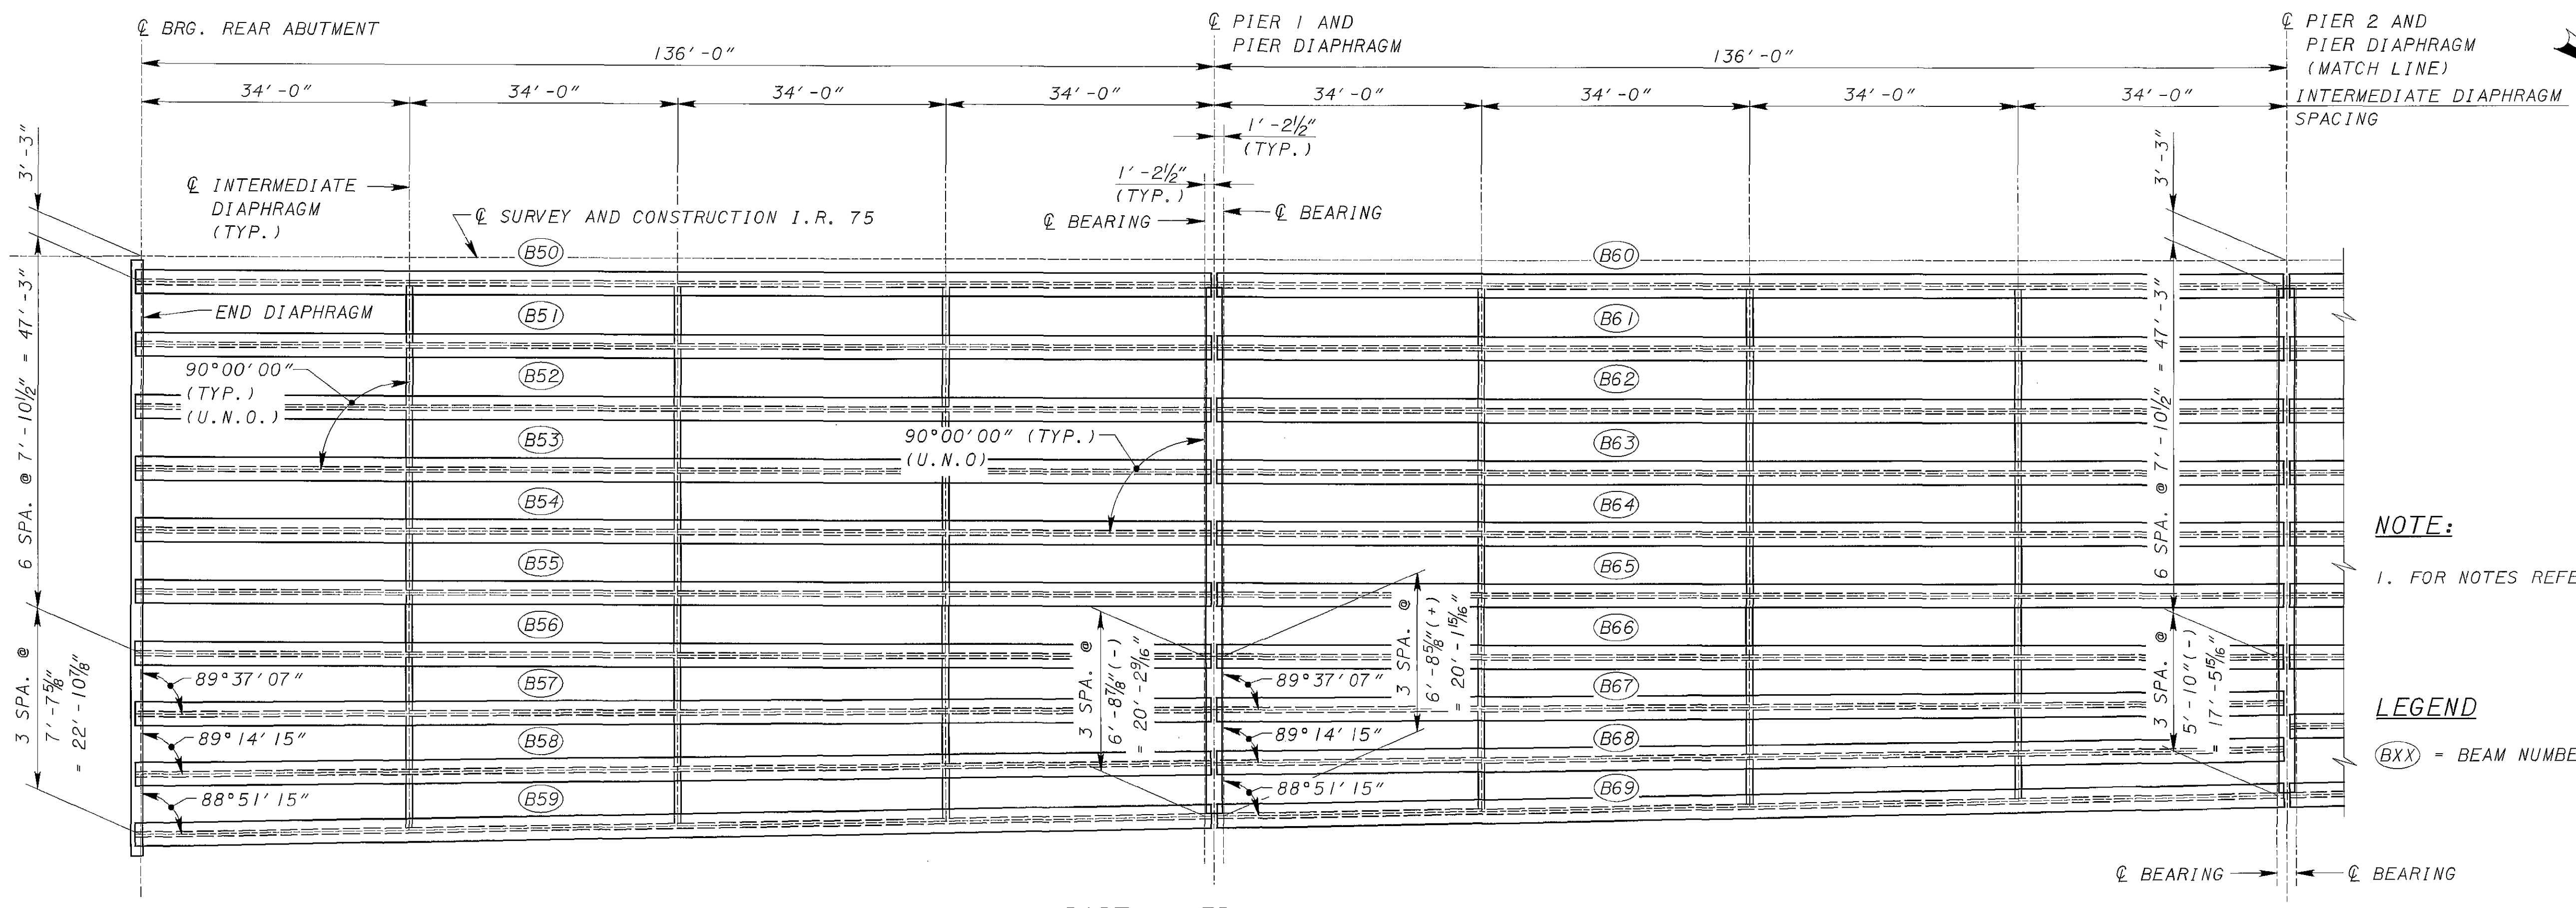 ℄ BRG. REAR ABUTMENT
℄ PIER 1 AND
PIER DIAPHRAGM
℄ PIER 2 AND
PIER DIAPHRAGM
(MATCH LINE)
136'-0"
136'-0"
34'-0"
34'-0"
34'-0"
34'-0"
34'-0"
34'-0"
34'-0"
34'-0"
INTERMEDIATE DIAPHRAGM
SPACING
1'-2½"
(TYP.)
1'-2½"
(TYP.)
3'-3"
3'-3"
℄ INTERMEDIATE
DIAPHRAGM
(TYP.)
℄ SURVEY AND CONSTRUCTION I.R. 75
℄ BEARING
℄ BEARING
B50
B60
END DIAPHRAGM
B51
B61
90°00'00"
(TYP.)
(U.N.O.)
B52
B62
6 SPA. @ 7'-10½" = 47'-3"
6 SPA. @ 7'-10½" = 47'-3"
B53
90°00'00" (TYP.)
(U.N.O)
B63
B54
B64
NOTE:
1. FOR NOTES REFE
B55
B65
B56
B66
3 SPA. @
7'-7⅝"
= 22'-10⅞"
3 SPA. @
6'-8⅞"(-)
= 20'-2 9/16"
3 SPA. @
6'-8⅝"(+)
= 20'-1 15/16"
3 SPA. @
5'-10"(-)
= 17'-5 15/16"
89°37'07"
B57
89°37'07"
B67
LEGEND
89°14'15"
B58
89°14'15"
B68
BXX = BEAM NUMBE
88°51'15"
B59
88°51'15"
B69
℄ BEARING
℄ BEARING